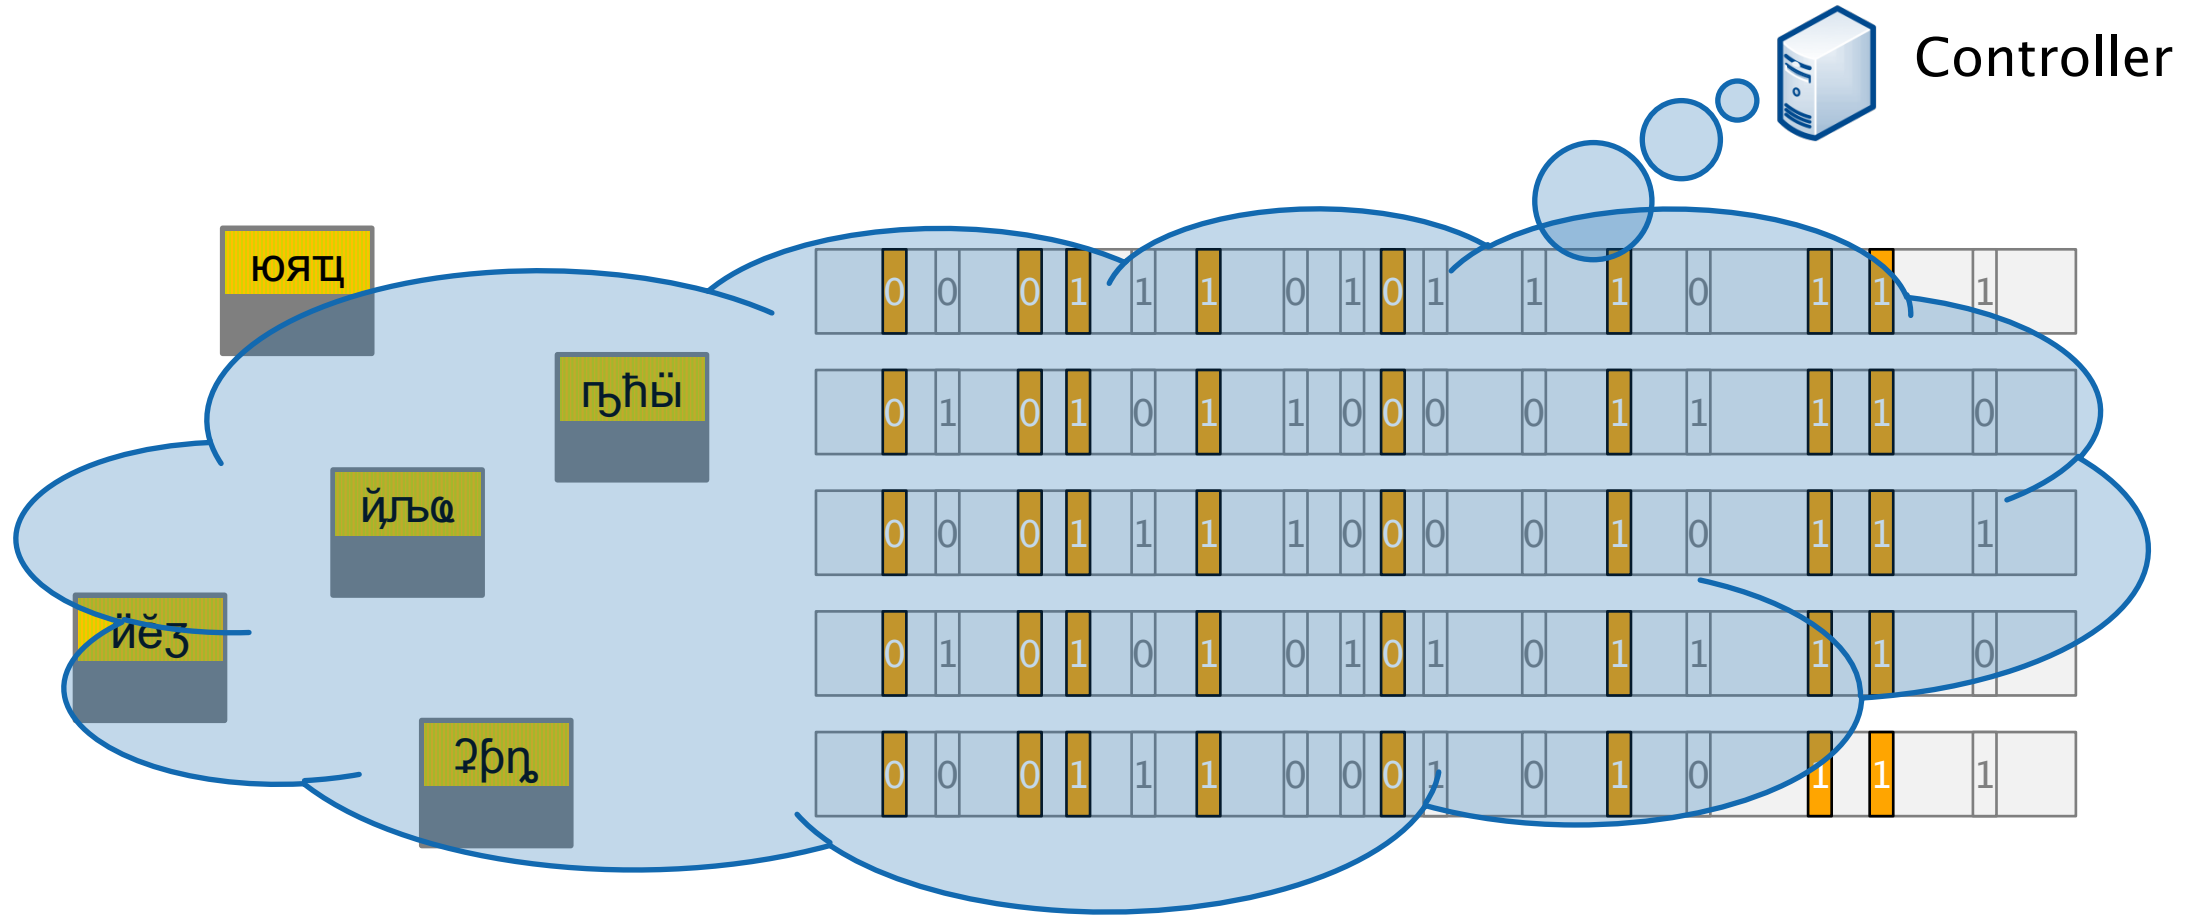 Controller
юяҵ
0 0 0 1 1 1 0 1 0 1 1 1 0 1 1 1
ҧћӹ
0 1 0 1 0 1 1 0 0 0 0 1 1 1 1 0
0 0 0 1 1 1 1 0 0 0 0 1 0 1 1 1
0 1 0 1 0 1 0 1 0 1 0 1 1 1 1 0
0 0 0 1 1 1 0 0 0 1 0 1 0 1 1 1